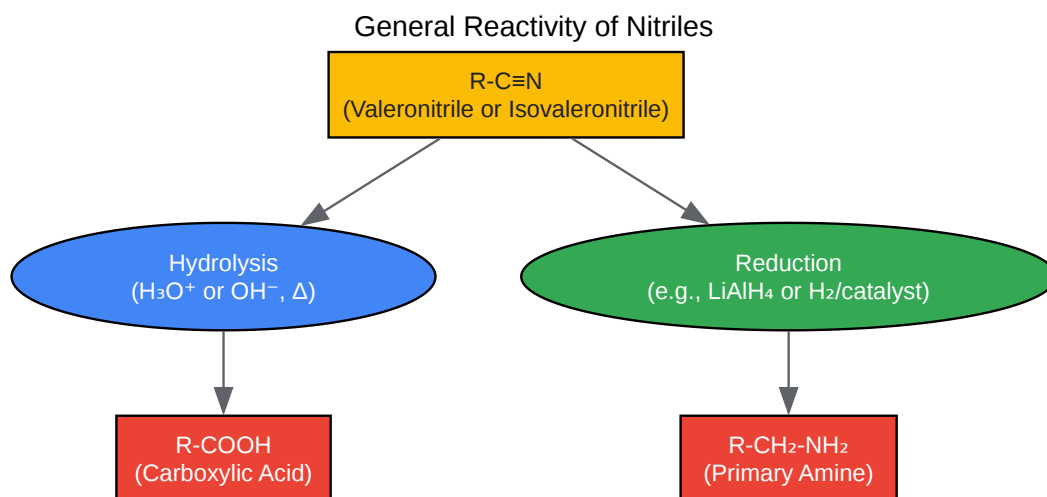 General Reactivity of Nitriles
R-C≡N
(Valeronitrile or Isovaleronitrile)
Hydrolysis
(H₃O⁺ or OH⁻, Δ)
Reduction
(e.g., LiAlH₄ or H₂/catalyst)
R-COOH
(Carboxylic Acid)
R-CH₂-NH₂
(Primary Amine)